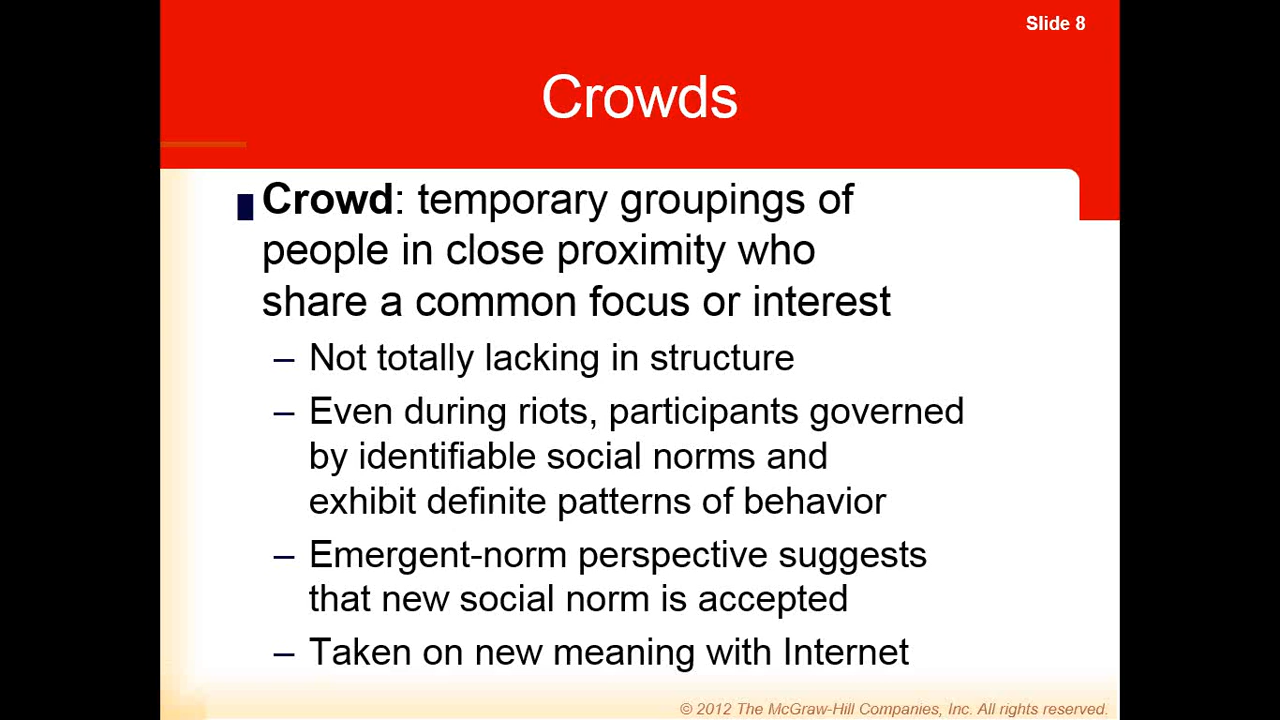 Slide 8
Crowds
Crowd: temporary groupings of
people in close proximity who
share a common focus or interest
– Not totally lacking in structure
– Even during riots, participants governed
by identifiable social norms and
exhibit definite patterns of behavior
– Emergent-norm perspective suggests
that new social norm is accepted
– Taken on new meaning with Internet
© 2012 The McGraw-Hill Companies, Inc. All rights reserved.